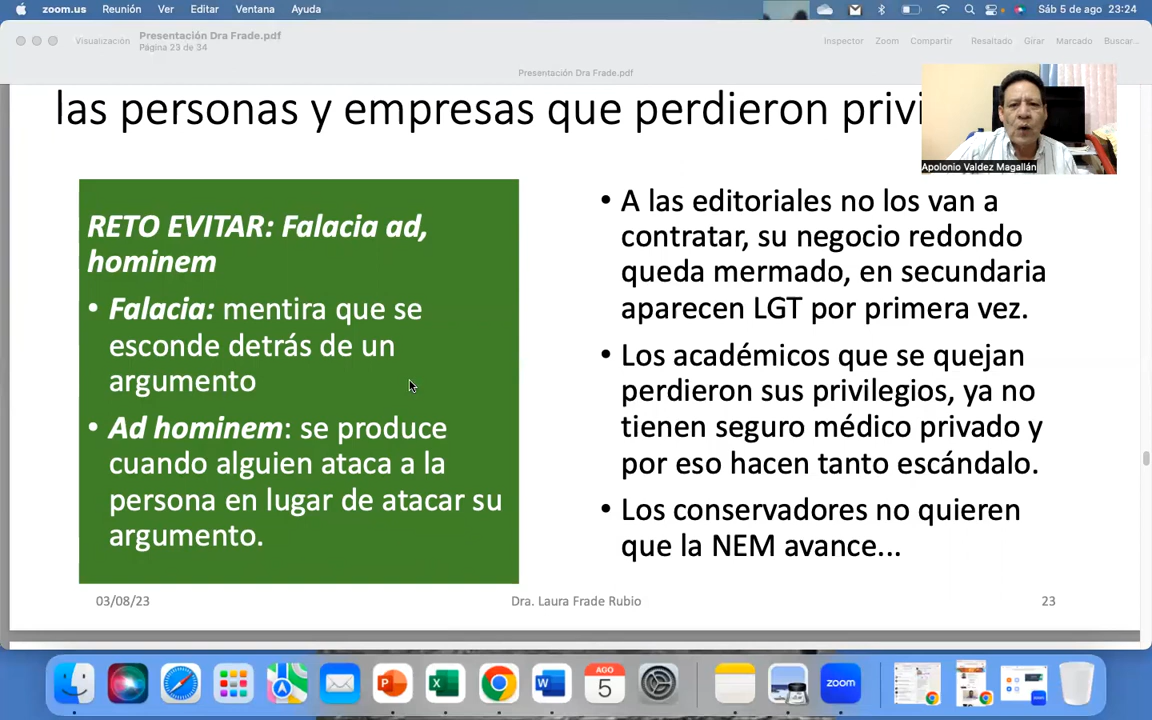 zoom.us Reunión Ver Editar Ventana Ayuda Sáb 5 de ago 23:24
Visualización Presentación Dra Frade.pdf
Página 23 de 34
Inspector Zoom Compartir Resaltado Girar Marcado Buscar...
Presentación Dra Frade.pdf
las personas y empresas que perdieron privi
Apolonio Valdez Magallán
RETO EVITAR: Falacia ad,
hominem
• Falacia: mentira que se
esconde detrás de un
argumento
• Ad hominem: se produce
cuando alguien ataca a la
persona en lugar de atacar su
argumento.
• A las editoriales no los van a
contratar, su negocio redondo
queda mermado, en secundaria
aparecen LGT por primera vez.
• Los académicos que se quejan
perdieron sus privilegios, ya no
tienen seguro médico privado y
por eso hacen tanto escándalo.
• Los conservadores no quieren
que la NEM avance...
03/08/23 Dra. Laura Frade Rubio 23
AGO
5
zoom